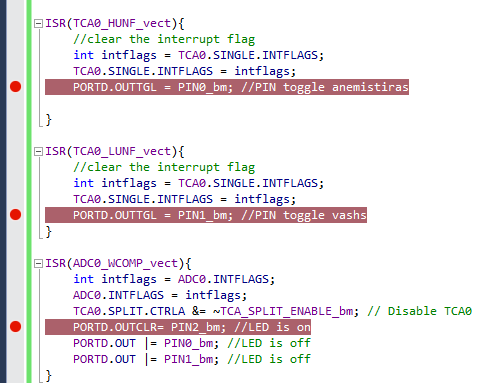 ISR(TCA0_HUNF_vect){
//clear the interrupt flag
int intflags = TCA0.SINGLE.INTFLAGS;
TCA0.SINGLE.INTFLAGS = intflags;
PORTD.OUTTGL = PIN0_bm; //PIN toggle anemistiras
}
ISR(TCA0_LUNF_vect){
//clear the interrupt flag
int intflags = TCA0.SINGLE.INTFLAGS;
TCA0.SINGLE.INTFLAGS = intflags;
PORTD.OUTTGL = PIN1_bm; //PIN toggle vashs
}
ISR(ADC0_WCOMP_vect){
int intflags = ADC0.INTFLAGS;
ADC0.INTFLAGS = intflags;
TCA0.SPLIT.CTRLA &= ~TCA_SPLIT_ENABLE_bm; // Disable TCA0
PORTD.OUTCLR= PIN2_bm; //LED is on
PORTD.OUT |= PIN0_bm; //LED is off
PORTD.OUT |= PIN1_bm; //LED is off
}